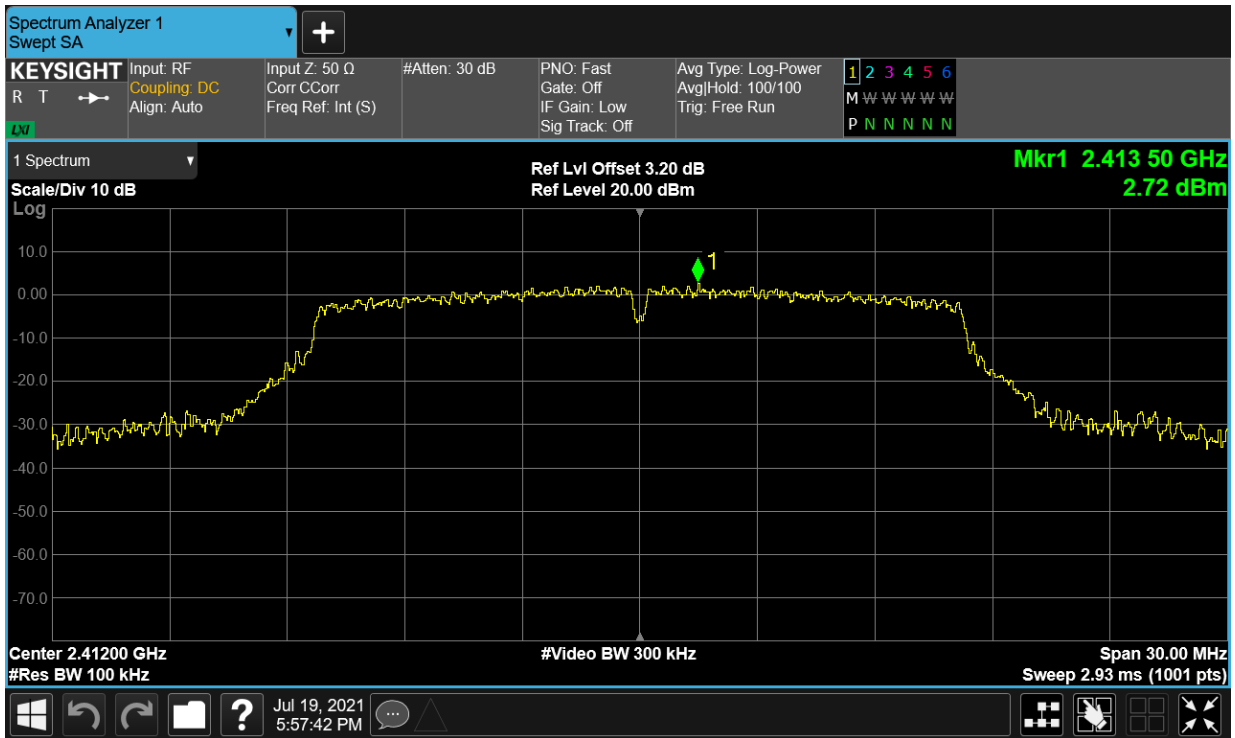 Spectrum Analyzer 1
Swept SA
▼
+
KEYSIGHT
R T
LXI
Input: RF
Coupling: DC
Align: Auto
Input Z: 50 Ω
Corr CCorr
Freq Ref: Int (S)
#Atten: 30 dB
PNO: Fast
Gate: Off
IF Gain: Low
Sig Track: Off
Avg Type: Log-Power
Avg|Hold: 100/100
Trig: Free Run
1 2 3 4 5 6
M W W W W W
P N N N N N
1 Spectrum ▼
Scale/Div 10 dB
Log
Ref Lvl Offset 3.20 dB
Ref Level 20.00 dBm
Mkr1 2.413 50 GHz
2.72 dBm
1
10.0
0.00
-10.0
-20.0
-30.0
-40.0
-50.0
-60.0
-70.0
Center 2.41200 GHz
#Res BW 100 kHz
#Video BW 300 kHz
Span 30.00 MHz
Sweep 2.93 ms (1001 pts)
?
Jul 19, 2021
5:57:42 PM